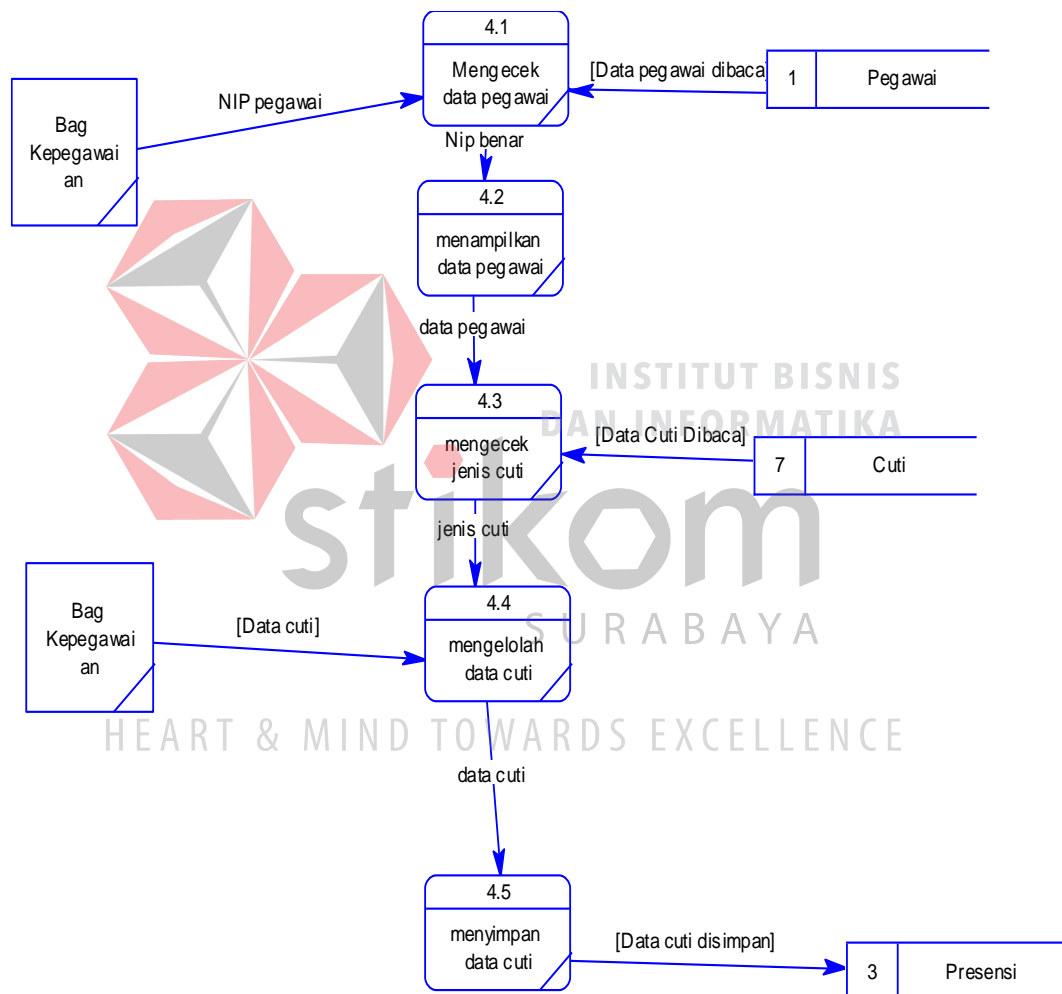 4.1
Mengecek
data pegawai
[Data pegawai dibaca]
1
Pegawai
NIP pegawai
Bag
Kepegawai
an
Nip benar
4.2
menampilkan
data pegawai
data pegawai
INSTITUT BISNIS
DAN INFORMATIKA
4.3
mengecek
jenis cuti
[Data Cuti Dibaca]
7
Cuti
stikom
jenis cuti
SURABAYA
Bag
Kepegawai
an
[Data cuti]
4.4
mengelolah
data cuti
HEART & MIND TOWARDS EXCELLENCE
data cuti
4.5
menyimpan
data cuti
[Data cuti disimpan]
3
Presensi